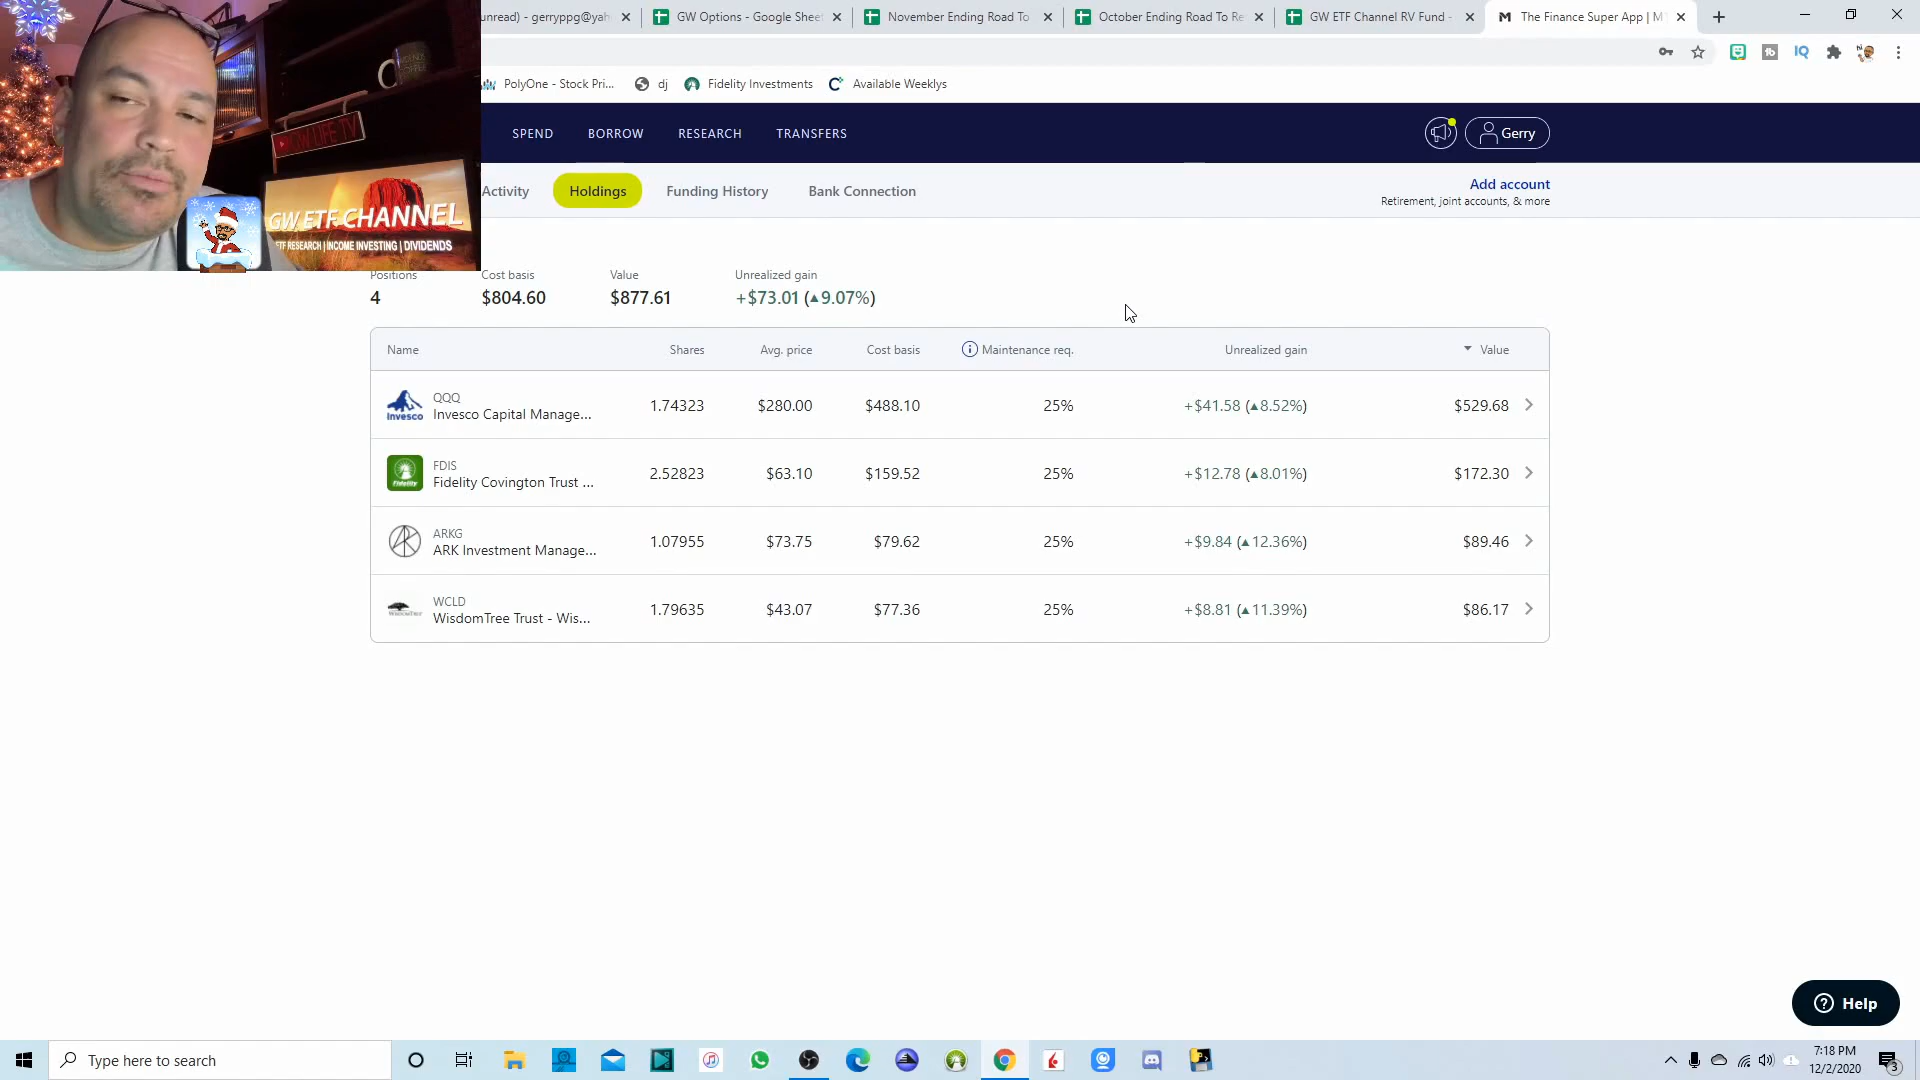 unread) - gerryppg@yah
GW Options - Google Sheet
November Ending Road To
October Ending Road To Re
GW ETF Channel RV Fund -
The Finance Super App | M
PolyOne - Stock Pri...
dj
Fidelity Investments
Available Weeklys
SPEND
BORROW
RESEARCH
TRANSFERS
Gerry
Activity
Holdings
Funding History
Bank Connection
Add account
Retirement, joint accounts, & more
GW ETF CHANNEL
ETF RESEARCH | INCOME INVESTING | DIVIDENDS
Positions
Cost basis
Value
Unrealized gain
4
$804.60
$877.61
+$73.01 (▲9.07%)
Name Shares Avg. price Cost basis Maintenance req. Unrealized gain Value
QQQ
Invesco Capital Manage...
1.74323 $280.00 $488.10 25% +$41.58 (▲8.52%) $529.68
FDIS
Fidelity Covington Trust ...
2.52823 $63.10 $159.52 25% +$12.78 (▲8.01%) $172.30
ARKG
ARK Investment Manage...
1.07955 $73.75 $79.62 25% +$9.84 (▲12.36%) $89.46
WCLD
WisdomTree Trust - Wis...
1.79635 $43.07 $77.36 25% +$8.81 (▲11.39%) $86.17
Help
Type here to search
7:18 PM
12/2/2020
3